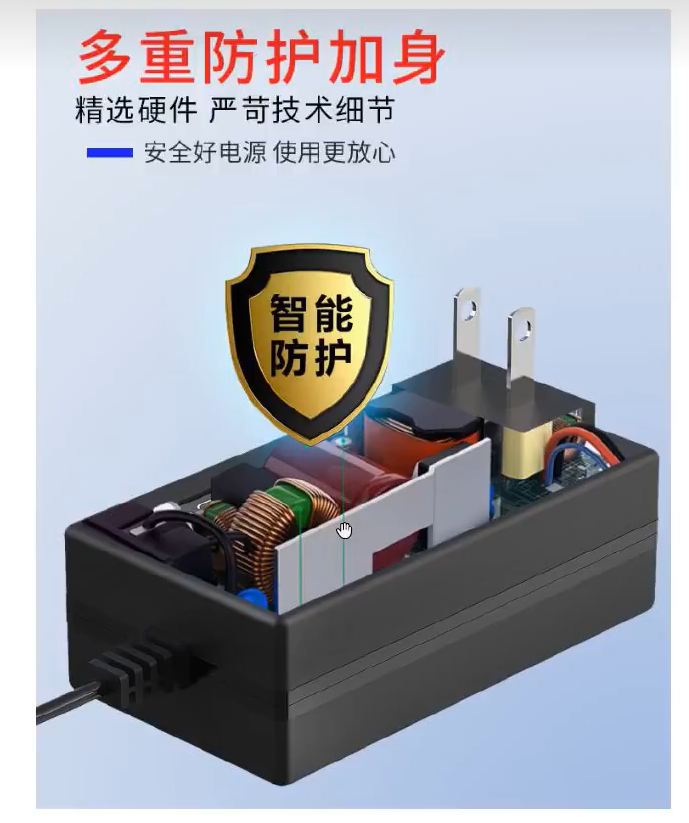 多重防护加身
精选硬件 严苛技术细节
安全好电源 使用更放心
智能
防护